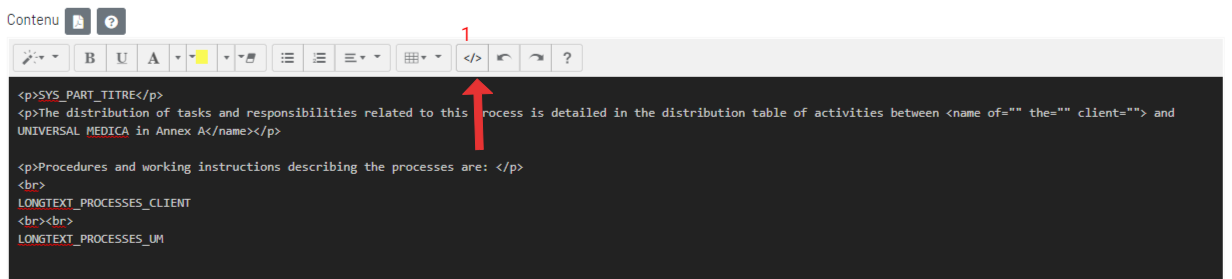 Contenu ?
1
B U A </> ?
<p>SYS_PART_TITRE</p>
<p>The distribution of tasks and responsibilities related to this process is detailed in the distribution table of activities between <name of="" the="" client=""> and
UNIVERSAL MEDICA in Annex A</name></p>
<p>Procedures and working instructions describing the processes are: </p>
<br>
LONGTEXT_PROCESSES_CLIENT
<br><br>
LONGTEXT_PROCESSES_UM